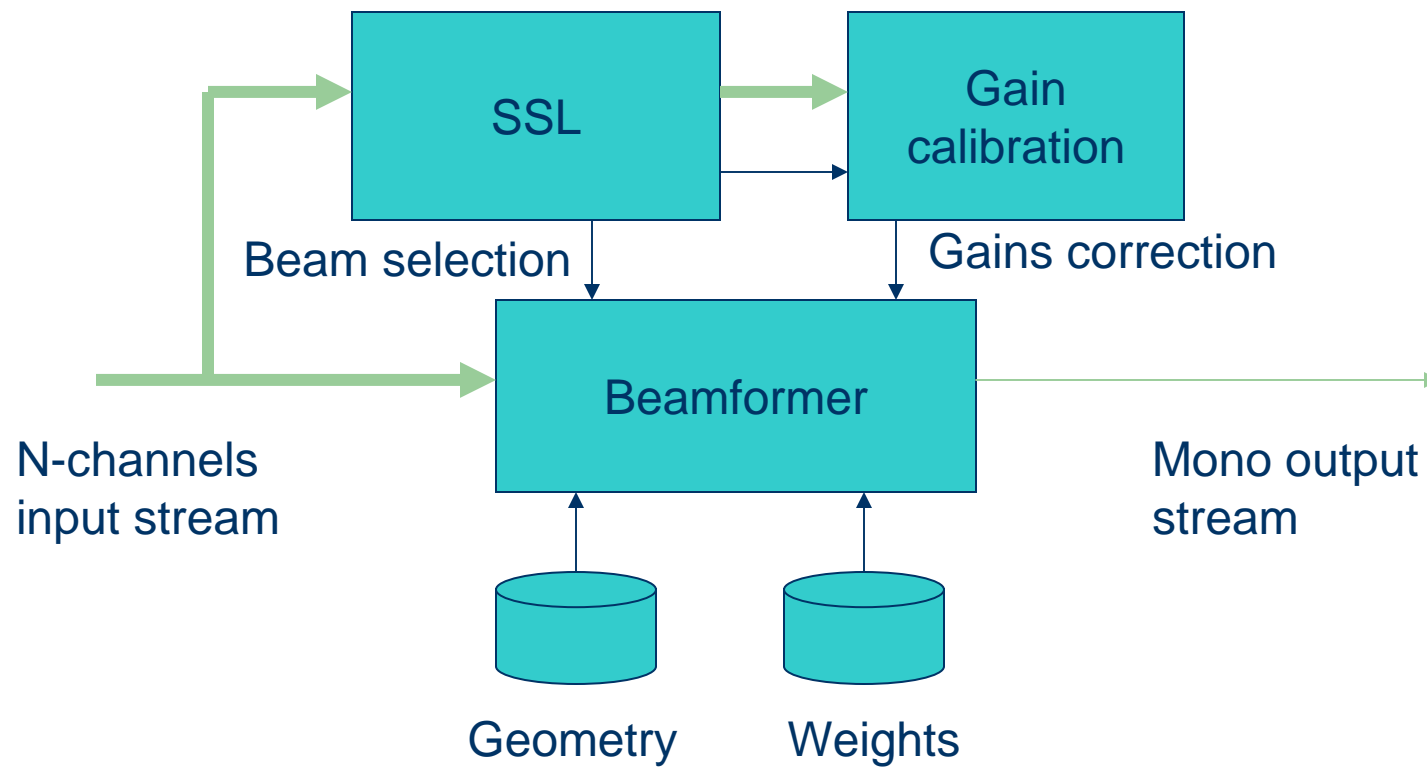 SSL
Gain
calibration
Beam selection
Gains correction
Beamformer
N-channels
input stream
Mono output
stream
Geometry
Weights